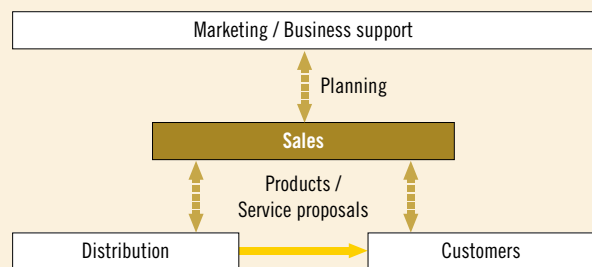 Marketing / Business support
Planning
Sales
Products /
Service proposals
Distribution
Customers